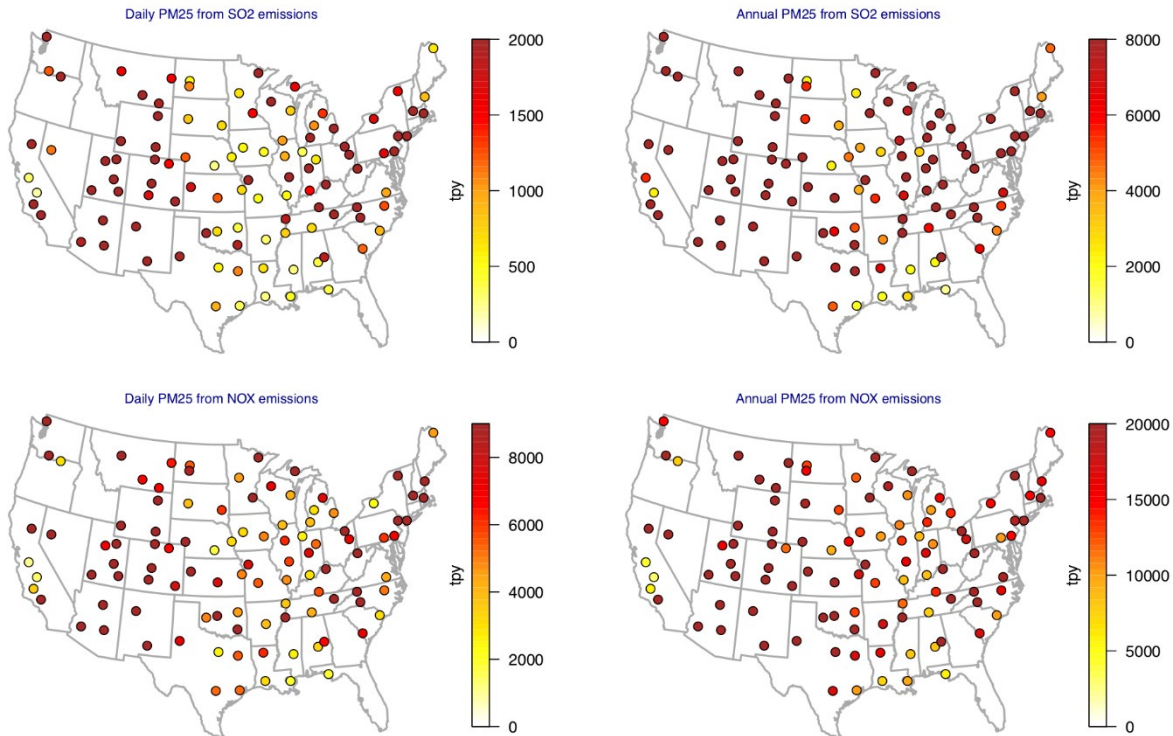 Daily PM25 from SO2 emissions
2000
1500
1000
500
0
tpy
Annual PM25 from SO2 emissions
8000
6000
4000
2000
0
tpy
Daily PM25 from NOX emissions
8000
6000
4000
2000
0
tpy
Annual PM25 from NOX emissions
20000
15000
10000
5000
0
tpy